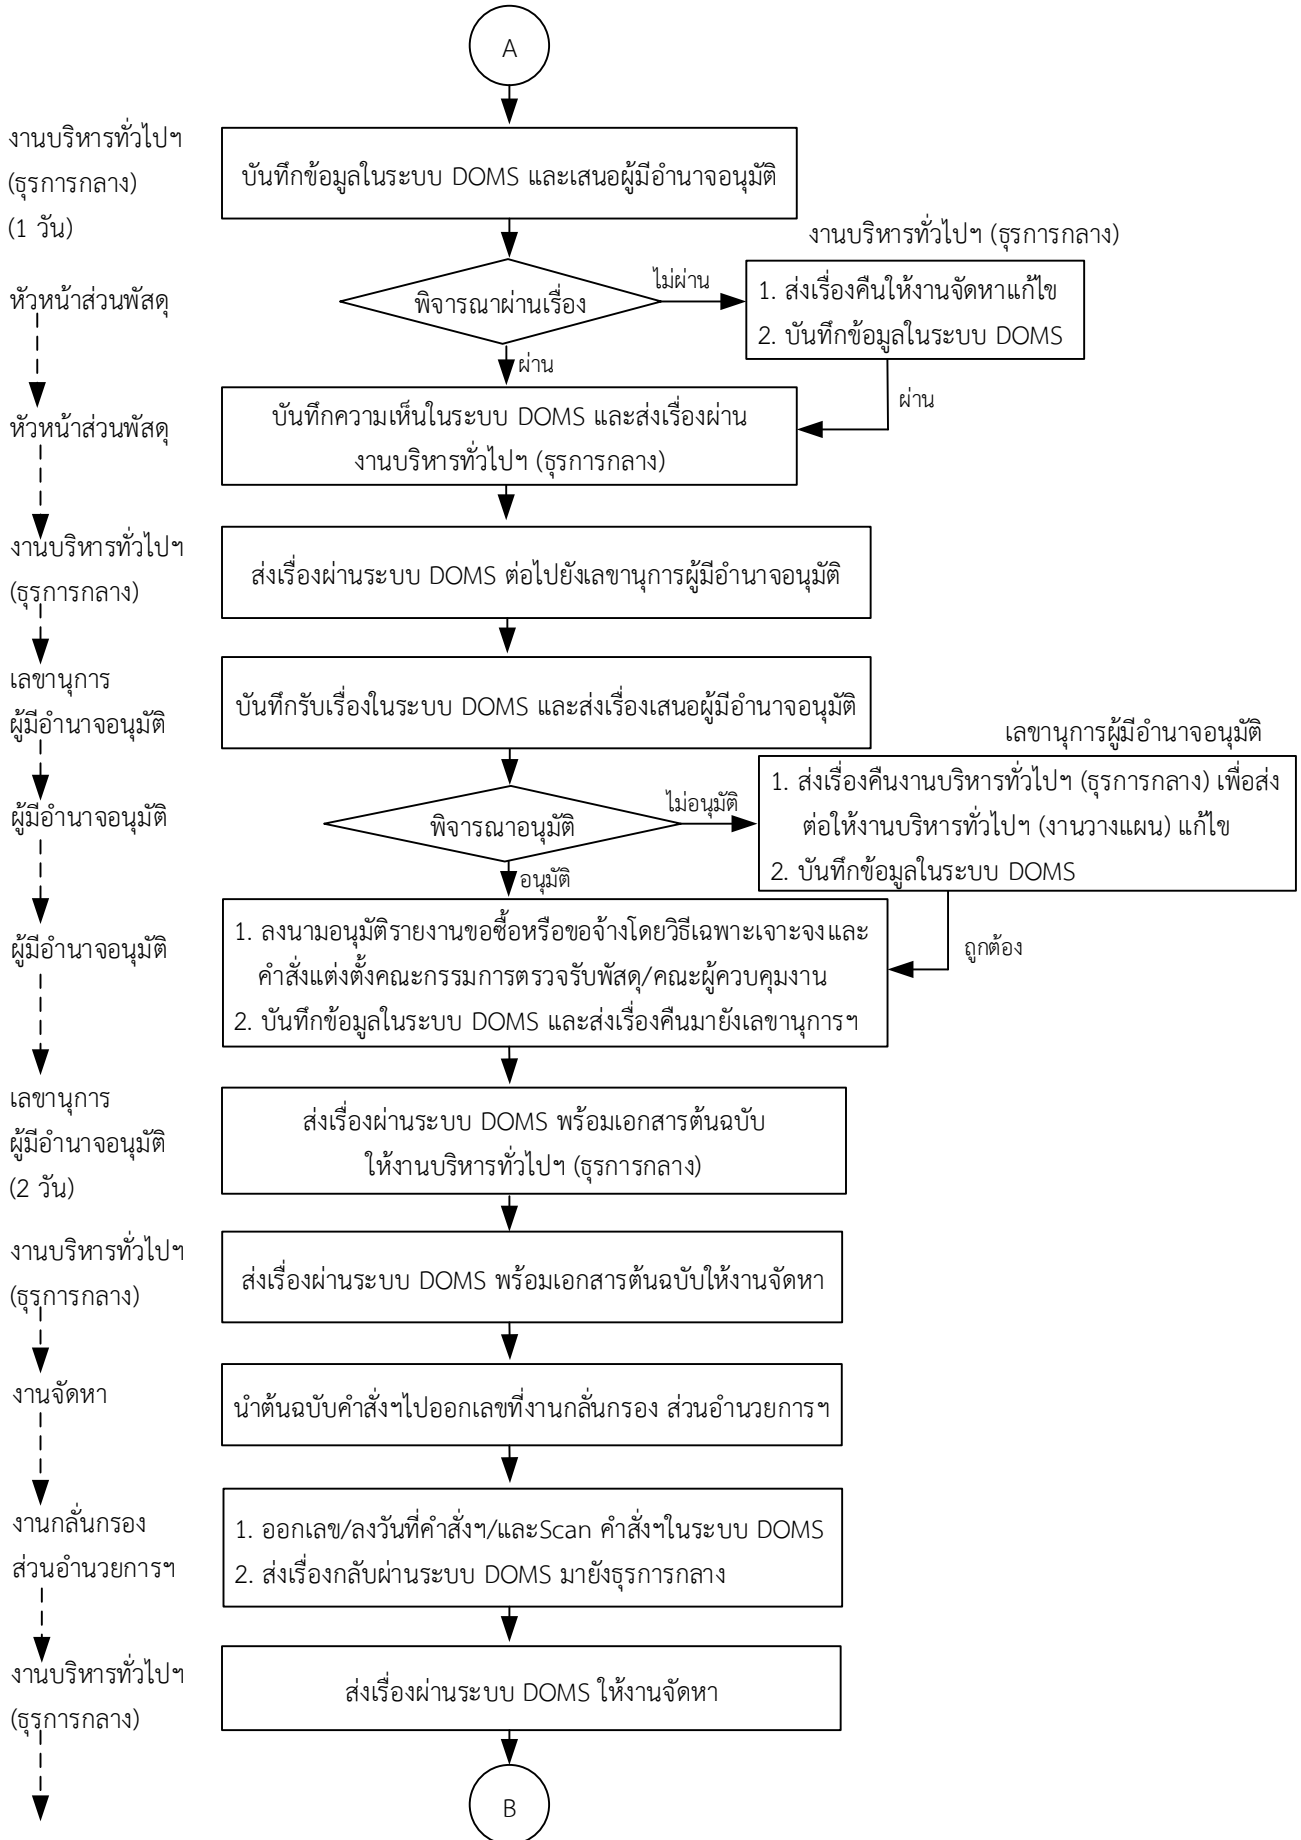 A
งานบริหารทั่วไปฯ
(ธุรการกลาง)
(1 วัน)
บันทึกข้อมูลในระบบ DOMS และเสนอผู้มีอำนาจอนุมัติ
งานบริหารทั่วไปฯ (ธุรการกลาง)
หัวหน้าส่วนพัสดุ
พิจารณาผ่านเรื่อง
ไม่ผ่าน
1. ส่งเรื่องคืนให้งานจัดหาแก้ไข
2. บันทึกข้อมูลในระบบ DOMS
ผ่าน
ผ่าน
หัวหน้าส่วนพัสดุ
บันทึกความเห็นในระบบ DOMS และส่งเรื่องผ่าน
งานบริหารทั่วไปฯ (ธุรการกลาง)
งานบริหารทั่วไปฯ
(ธุรการกลาง)
ส่งเรื่องผ่านระบบ DOMS ต่อไปยังเลขานุการผู้มีอำนาจอนุมัติ
เลขานุการ
ผู้มีอำนาจอนุมัติ
บันทึกรับเรื่องในระบบ DOMS และส่งเรื่องเสนอผู้มีอำนาจอนุมัติ
เลขานุการผู้มีอำนาจอนุมัติ
ผู้มีอำนาจอนุมัติ
พิจารณาอนุมัติ
ไม่อนุมัติ
1. ส่งเรื่องคืนงานบริหารทั่วไปฯ (ธุรการกลาง) เพื่อส่ง
ต่อให้งานบริหารทั่วไปฯ (งานวางแผน) แก้ไข
2. บันทึกข้อมูลในระบบ DOMS
อนุมัติ
ถูกต้อง
ผู้มีอำนาจอนุมัติ
1. ลงนามอนุมัติรายงานขอซื้อหรือขอจ้างโดยวิธีเฉพาะเจาะจงและ
คำสั่งแต่งตั้งคณะกรรมการตรวจรับพัสดุ/คณะผู้ควบคุมงาน
2. บันทึกข้อมูลในระบบ DOMS และส่งเรื่องคืนมายังเลขานุการฯ
เลขานุการ
ผู้มีอำนาจอนุมัติ
(2 วัน)
ส่งเรื่องผ่านระบบ DOMS พร้อมเอกสารต้นฉบับ
ให้งานบริหารทั่วไปฯ (ธุรการกลาง)
งานบริหารทั่วไปฯ
(ธุรการกลาง)
ส่งเรื่องผ่านระบบ DOMS พร้อมเอกสารต้นฉบับให้งานจัดหา
งานจัดหา
นำต้นฉบับคำสั่งฯไปออกเลขที่งานกลั่นกรอง ส่วนอำนวยการฯ
งานกลั่นกรอง
ส่วนอำนวยการฯ
1. ออกเลข/ลงวันที่คำสั่งฯ/และScan คำสั่งฯในระบบ DOMS
2. ส่งเรื่องกลับผ่านระบบ DOMS มายังธุรการกลาง
งานบริหารทั่วไปฯ
(ธุรการกลาง)
ส่งเรื่องผ่านระบบ DOMS ให้งานจัดหา
B